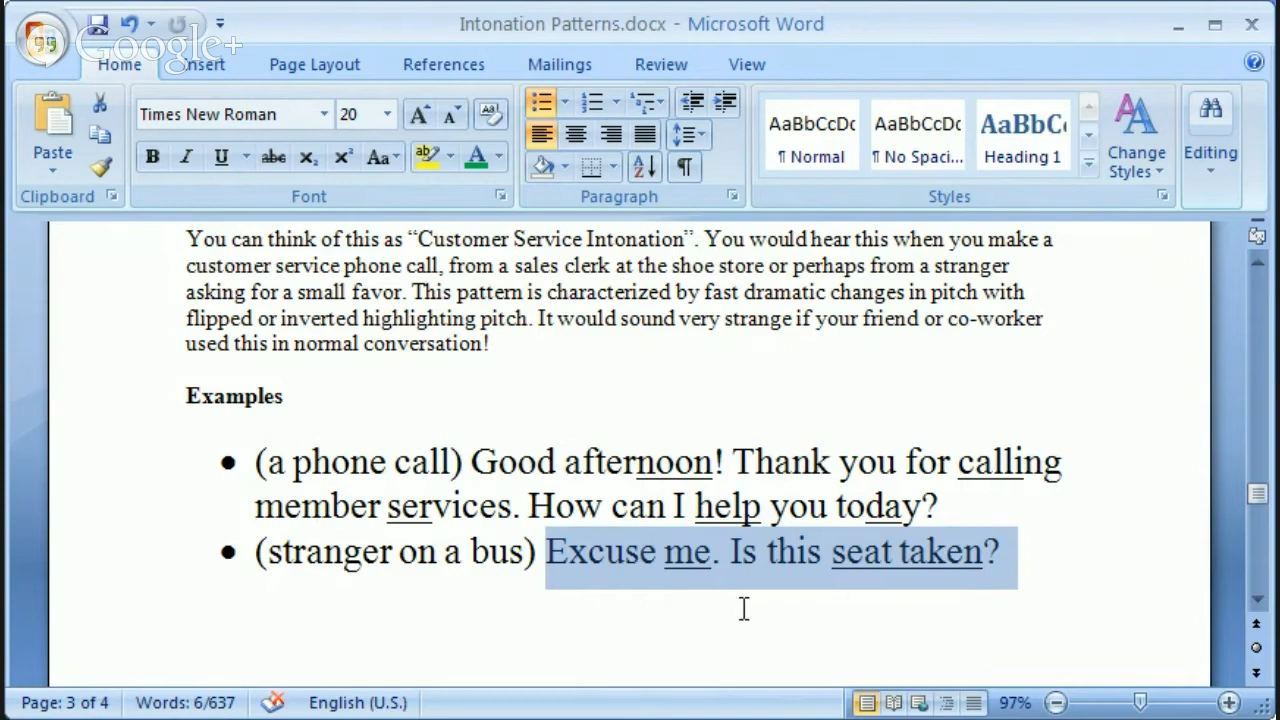 Intonation Patterns.docx - Microsoft Word
Google+
Home Insert Page Layout References Mailings Review View
Times New Roman 20
AaBbCcDc AaBbCcDc AaBbC
Paste
¶ Normal ¶ No Spaci... Heading 1
Change Styles
Editing
Clipboard Font Paragraph Styles
You can think of this as “Customer Service Intonation”. You would hear this when you make a
customer service phone call, from a sales clerk at the shoe store or perhaps from a stranger
asking for a small favor. This pattern is characterized by fast dramatic changes in pitch with
flipped or inverted highlighting pitch. It would sound very strange if your friend or co-worker
used this in normal conversation!
Examples
• (a phone call) Good afternoon! Thank you for calling
member services. How can I help you today?
• (stranger on a bus) Excuse me. Is this seat taken?
Page: 3 of 4 Words: 6/637 English (U.S.) 97%